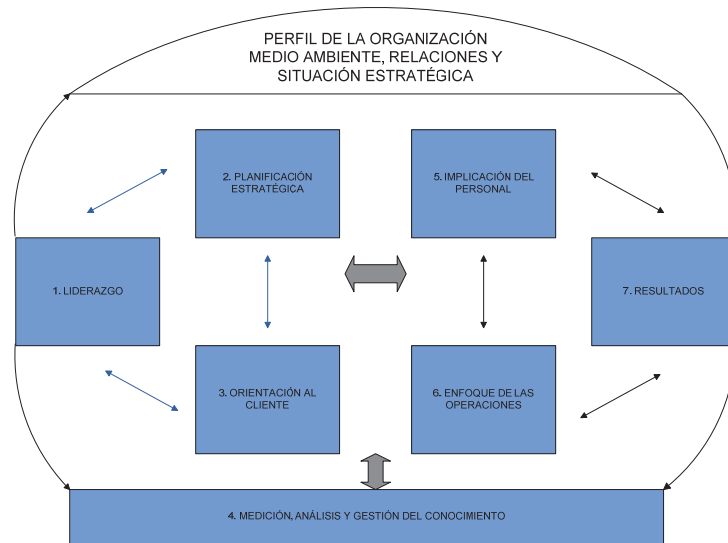 PERFIL DE LA ORGANIZACIÓN
MEDIO AMBIENTE, RELACIONES Y
SITUACIÓN ESTRATÉGICA
2. PLANIFICACIÓN
ESTRATÉGICA
5. IMPLICACIÓN DEL
PERSONAL
1. LIDERAZGO
7. RESULTADOS
3. ORIENTACIÓN AL
CLIENTE
6. ENFOQUE DE LAS
OPERACIONES
4. MEDICIÓN, ANÁLISIS Y GESTIÓN DEL CONOCIMIENTO